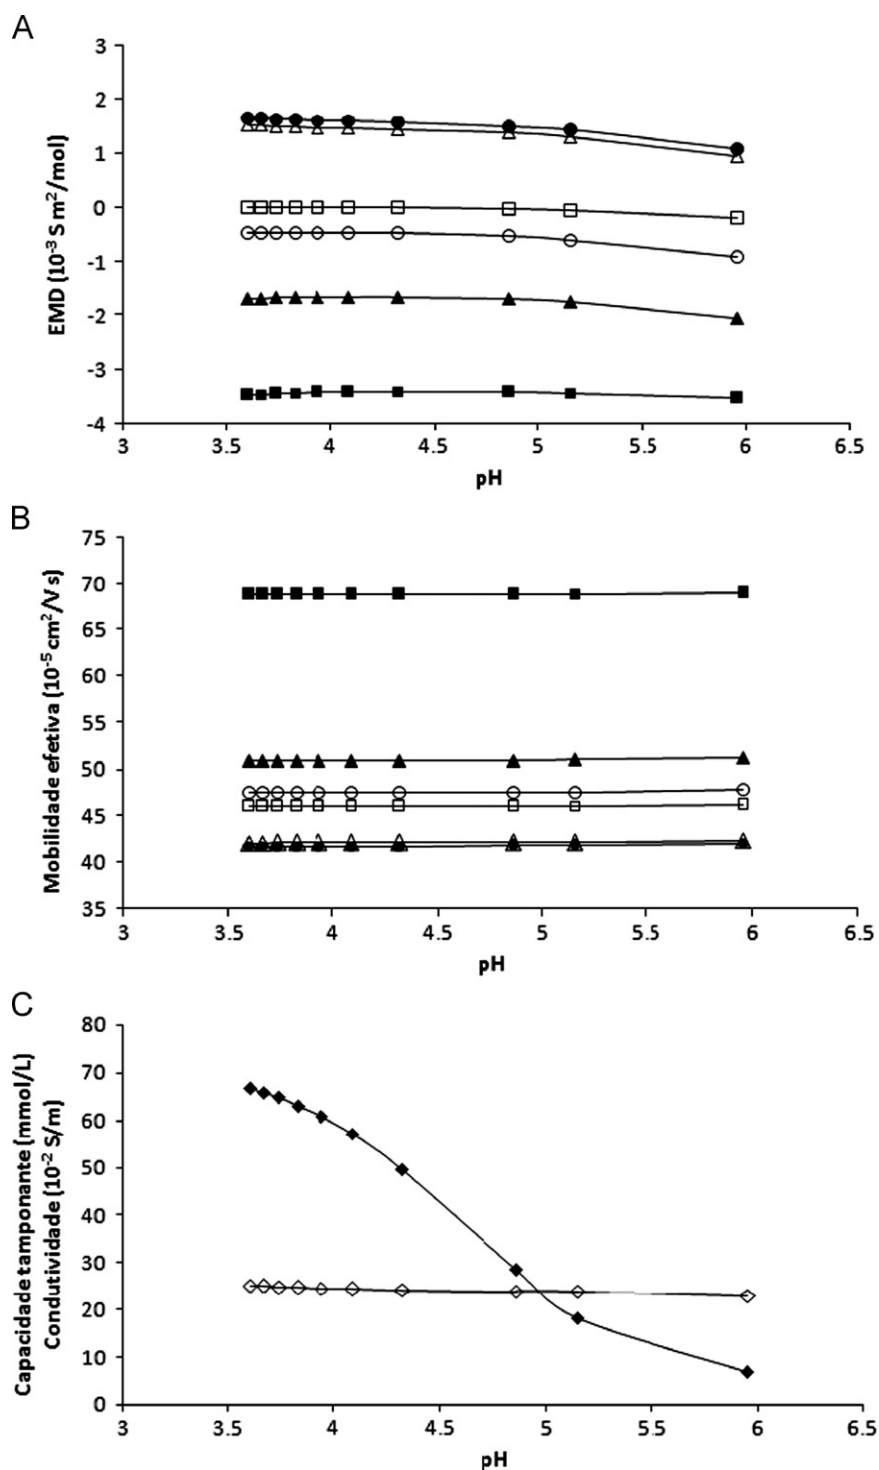 A
3
2
1
0
-1
-2
-3
-4
EMD (10⁻³ S m²/mol)
3 3.5 4 4.5 5 5.5 6 6.5
pH
B
75
70
65
60
55
50
45
40
35
Mobilidade efetiva (10⁻⁵ cm²/V s)
3 3.5 4 4.5 5 5.5 6 6.5
pH
C
80
70
60
50
40
30
20
10
0
Capacidade tamponante (mmol/L)
Condutividade (10⁻² S/m)
3 3.5 4 4.5 5 5.5 6 6.5
pH